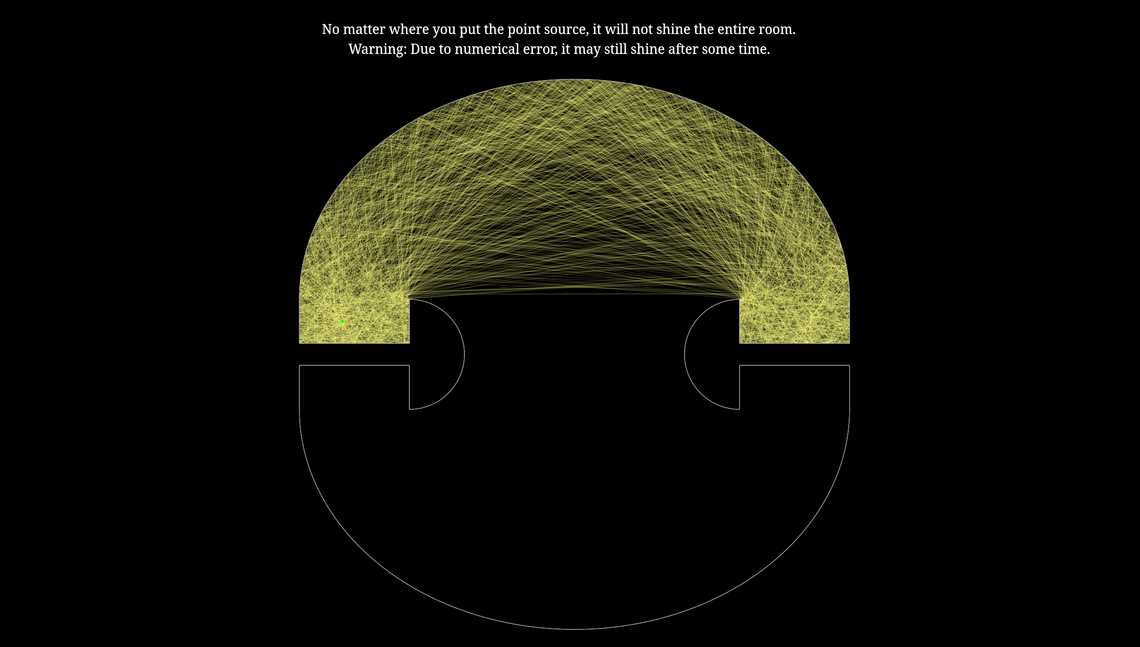 No matter where you put the point source, it will not shine the entire room.
Warning: Due to numerical error, it may still shine after some time.